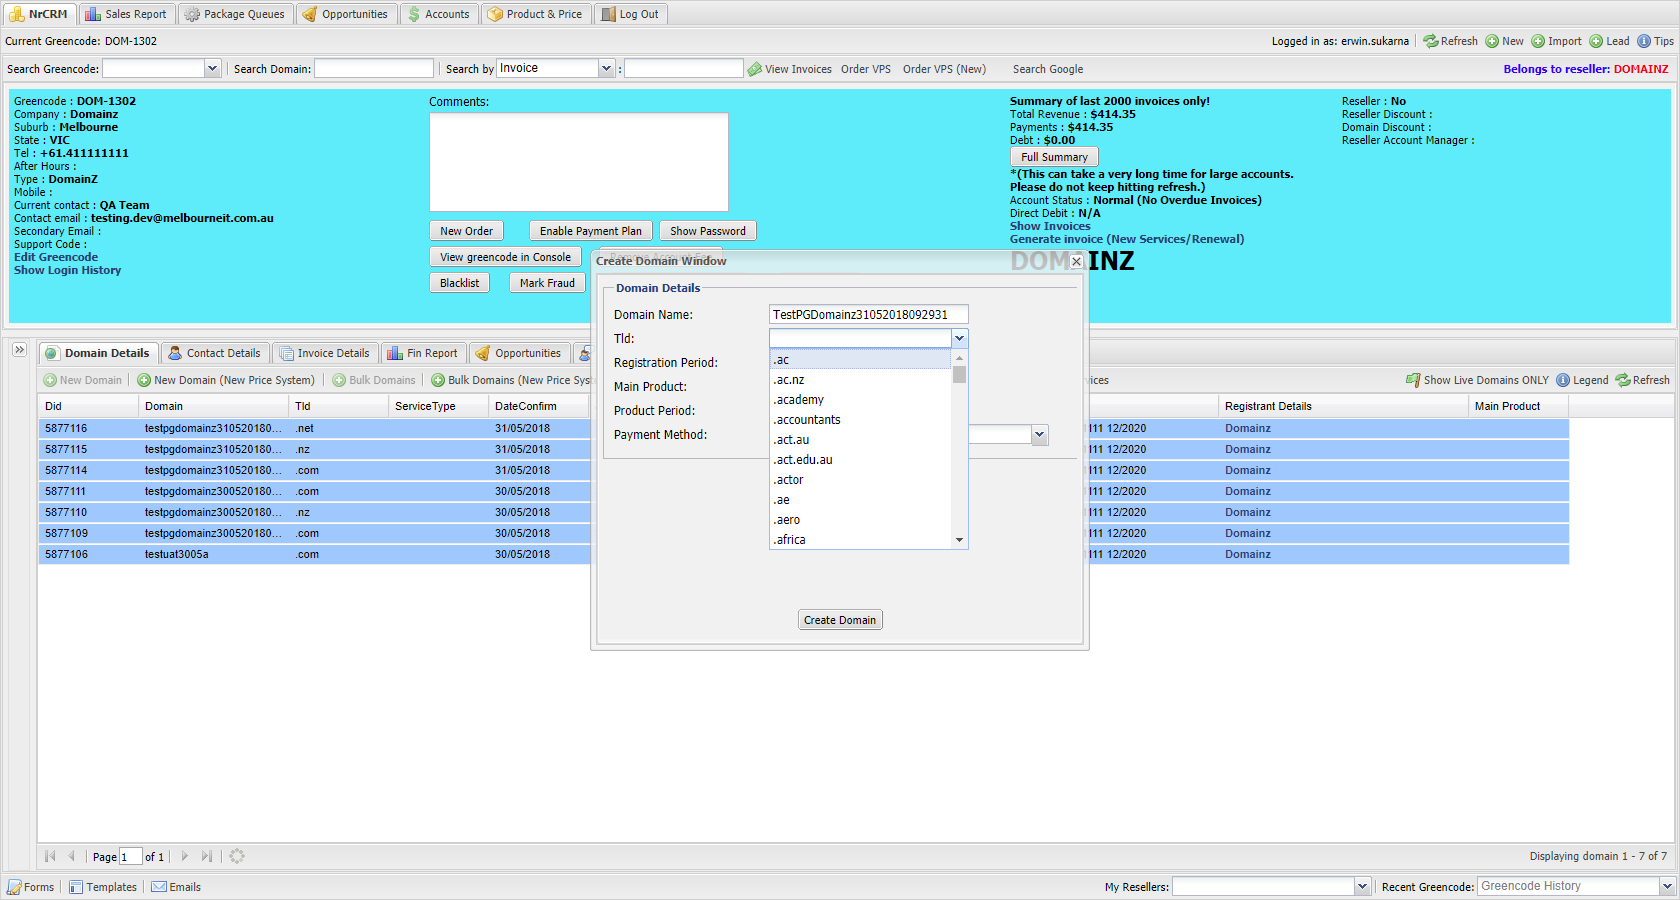 NrCRM Sales Report Package Queues Opportunities Accounts Product & Price Log Out
Current Greencode: DOM-1302 Logged in as: erwin.sukarna Refresh New Import Lead Tips
Search Greencode: Search Domain: Search by Invoice : View Invoices Order VPS Order VPS (New) Search Google Belongs to reseller: DOMAINZ
Greencode : DOM-1302
Company : Domainz
Suburb : Melbourne
State : VIC
Tel : +61.411111111
After Hours :
Type : DomainZ
Mobile :
Current contact : QA Team
Contact email : testing.dev@melbourneit.com.au
Secondary Email :
Support Code :
Edit Greencode
Show Login History
Comments:
New Order Enable Payment Plan Show Password
View greencode in Console
Blacklist Mark Fraud
Summary of last 2000 invoices only!
Total Revenue : $414.35
Payments : $414.35
Debt : $0.00
Full Summary
*(This can take a very long time for large accounts.
Please do not keep hitting refresh.)
Account Status : Normal (No Overdue Invoices)
Direct Debit : N/A
Show Invoices
Generate invoice (New Services/Renewal)
DOMAINZ
Reseller : No
Reseller Discount :
Domain Discount :
Reseller Account Manager :
Create Domain Window
Domain Details
Domain Name: TestPGDomainz31052018092931
Tld:
Registration Period:
Main Product:
Product Period:
Payment Method:
.ac
.ac.nz
.academy
.accountants
.act.au
.act.edu.au
.actor
.ae
.aero
.africa
Create Domain
Domain Details Contact Details Invoice Details Fin Report Opportunities
New Domain New Domain (New Price System) Bulk Domains Bulk Domains (New Price Syst vices Show Live Domains ONLY Legend Refresh
Did Domain Tld ServiceType DateConfirm Registrant Details Main Product
5877116 testpgdomainz310520180... .net 31/05/2018 111 12/2020 Domainz
5877115 testpgdomainz310520180... .nz 31/05/2018 111 12/2020 Domainz
5877114 testpgdomainz310520180... .com 31/05/2018 111 12/2020 Domainz
5877111 testpgdomainz300520180... .com 30/05/2018 111 12/2020 Domainz
5877110 testpgdomainz300520180... .nz 30/05/2018 111 12/2020 Domainz
5877109 testpgdomainz300520180... .com 30/05/2018 111 12/2020 Domainz
5877106 testuat3005a .com 30/05/2018 111 12/2020 Domainz
Page 1 of 1 Displaying domain 1 - 7 of 7
Forms Templates Emails My Resellers: Recent Greencode: Greencode History